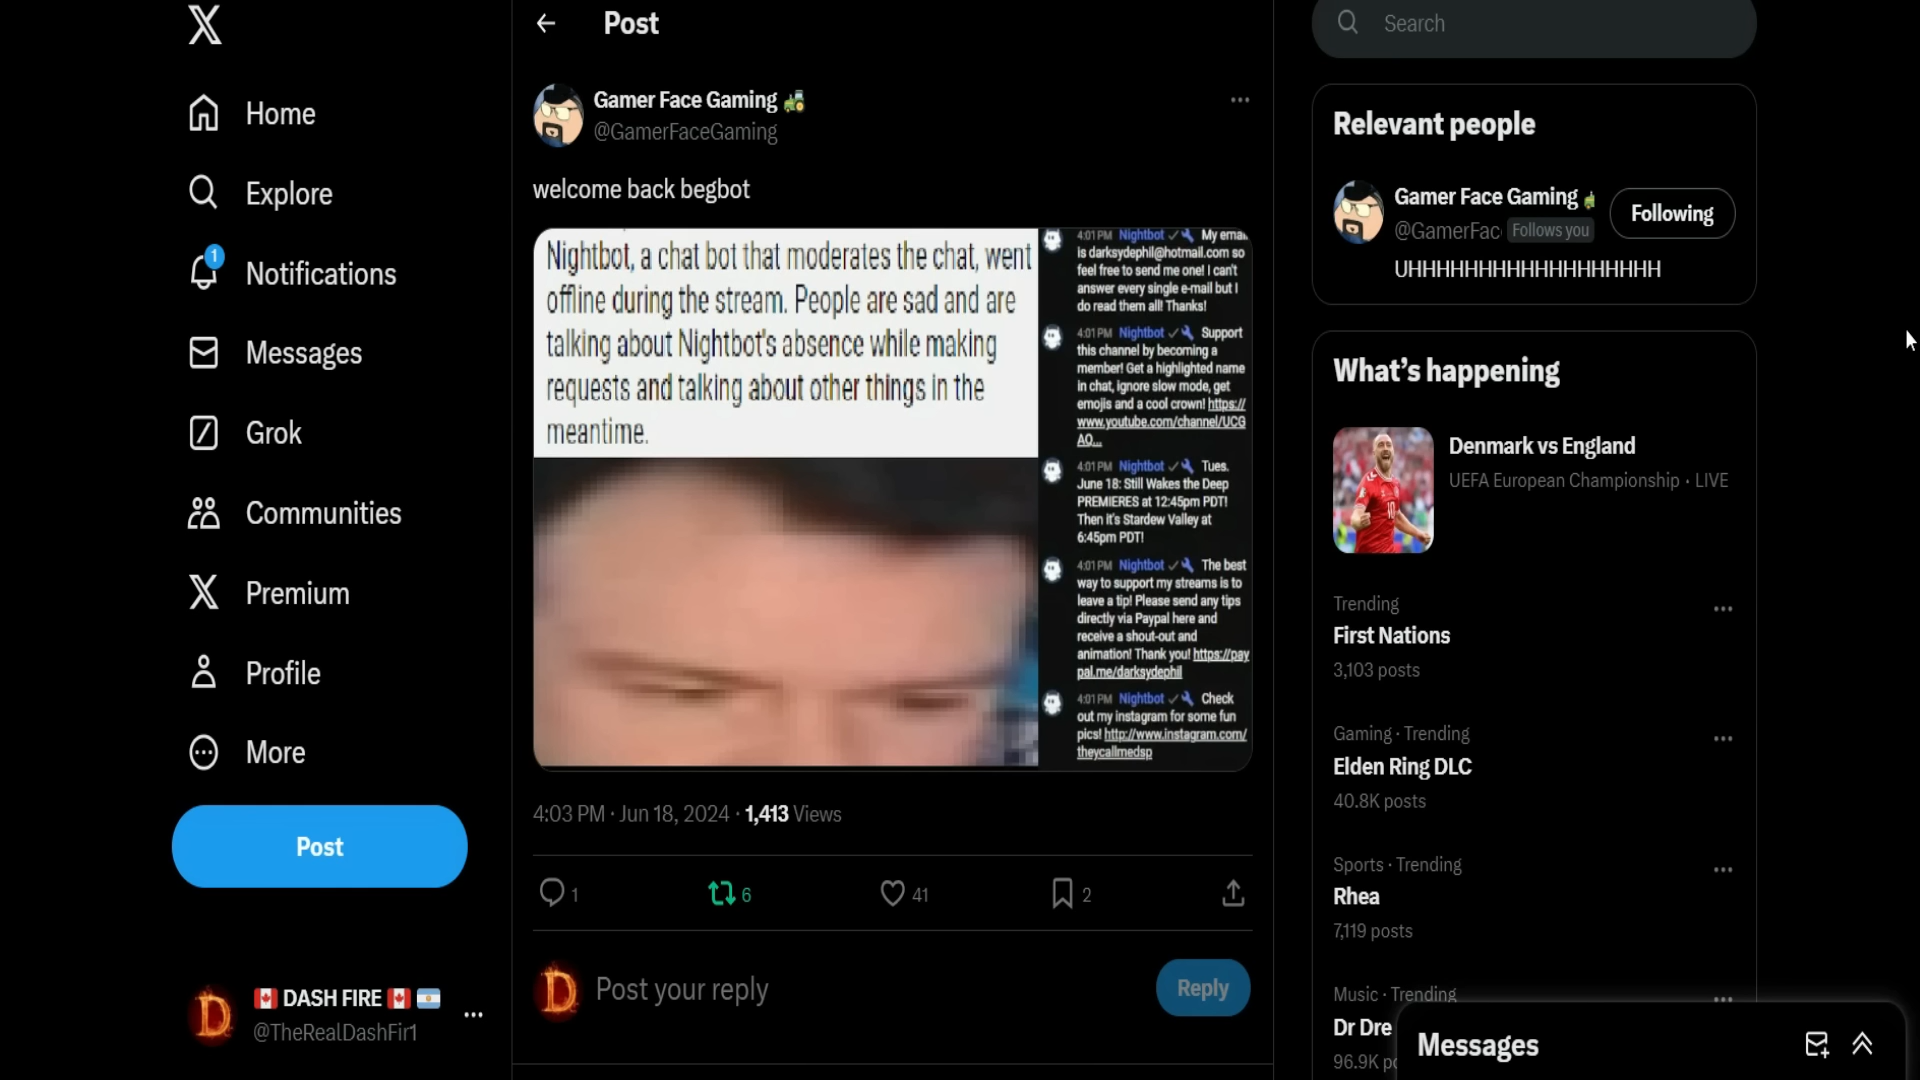 Home
Explore
1
Notifications
Messages
Grok
Communities
Premium
Profile
More
Post
DASH FIRE
@TheRealDashFir1
Post
Gamer Face Gaming
@GamerFaceGaming
welcome back begbot
Nightbot, a chat bot that moderates the chat, went
offline during the stream. People are sad and are
talking about Nightbot's absence while making
requests and talking about other things in the
meantime.
4:01 PM Nightbot My email
is darksydephil@hotmail.com so
feel free to send me one! I can't
answer every single e-mail but I
do read them all! Thanks!
4:01 PM Nightbot Support
this channel by becoming a
member! Get a highlighted name
in chat, ignore slow mode, get
emojis and a cool crown! https://
www.youtube.com/channel/UCG
AQ...
4:01 PM Nightbot Tues.
June 18: Still Wakes the Deep
PREMIERES at 12:45pm PDT!
Then it's Stardew Valley at
6:45pm PDT!
4:01 PM Nightbot The best
way to support my streams is to
leave a tip! Please send any tips
directly via Paypal here and
receive a shout-out and
animation! Thank you! https://pay
pal.me/darksydephil
4:01 PM Nightbot Check
out my instagram for some fun
pics! http://www.instagram.com/
theycallmedsp
4:03 PM · Jun 18, 2024 · 1,413 Views
1
6
41
2
D
Post your reply
Reply
Search
Relevant people
Gamer Face Gaming
@GamerFac Follows you
Following
UHHHHHHHHHHHHHHHHHH
What's happening
Denmark vs England
UEFA European Championship · LIVE
Trending
First Nations
3,103 posts
Gaming · Trending
Elden Ring DLC
40.8K posts
Sports · Trending
Rhea
7,119 posts
Music · Trending
Dr Dre
96.9K po
Messages